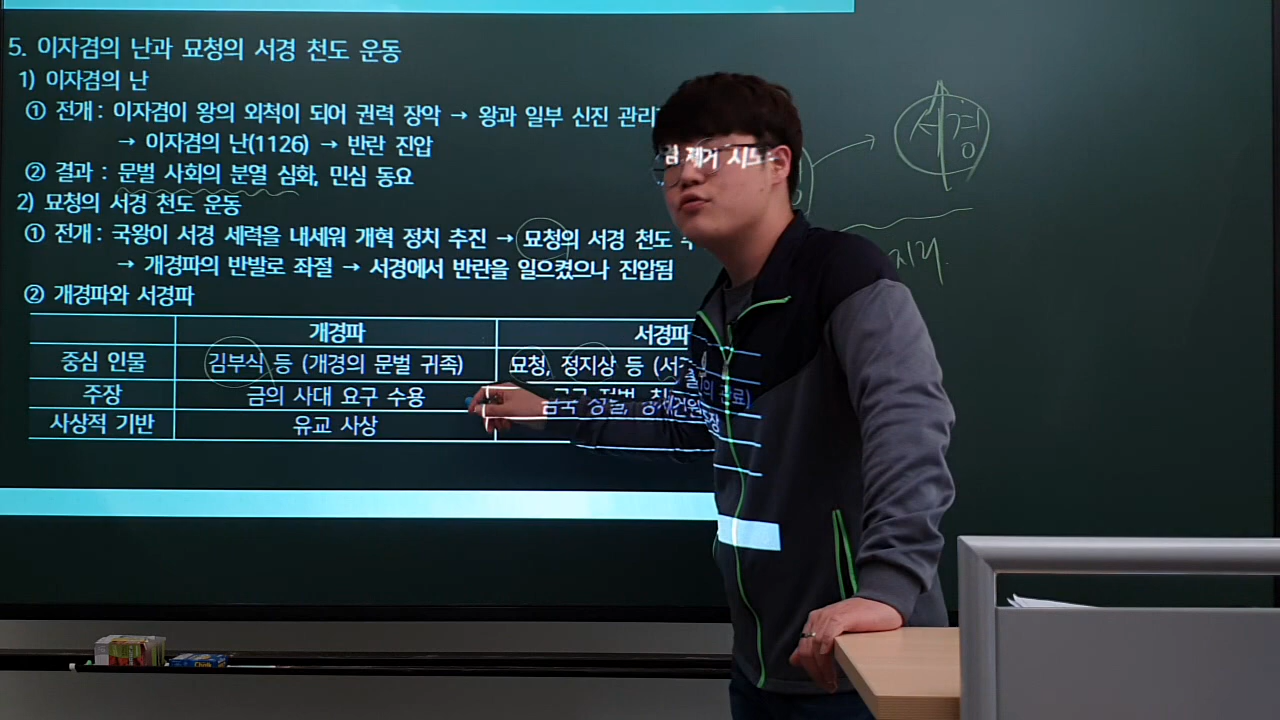 5. 이자겸의 난과 묘청의 서경 천도 운동
1) 이자겸의 난
① 전개 : 이자겸이 왕의 외척이 되어 권력 장악 → 왕과 일부 신진 관리
제거 시도
→ 이자겸의 난(1126) → 반란 진압
② 결과 : 문벌 사회의 분열 심화, 민심 동요
2) 묘청의 서경 천도 운동
① 전개 : 국왕이 서경 세력을 내세워 개혁 정치 추진 → 묘청의 서경 천도
→ 개경파의 반발로 좌절 → 서경에서 반란을 일으켰으나 진압됨
② 개경파와 서경파
개경파 서경파
중심 인물 김부식 등 (개경의 문벌 귀족) 묘청, 정지상 등
주장 금의 사대 요구 수용 금국 정벌,
사상적 기반 유교 사상
서경